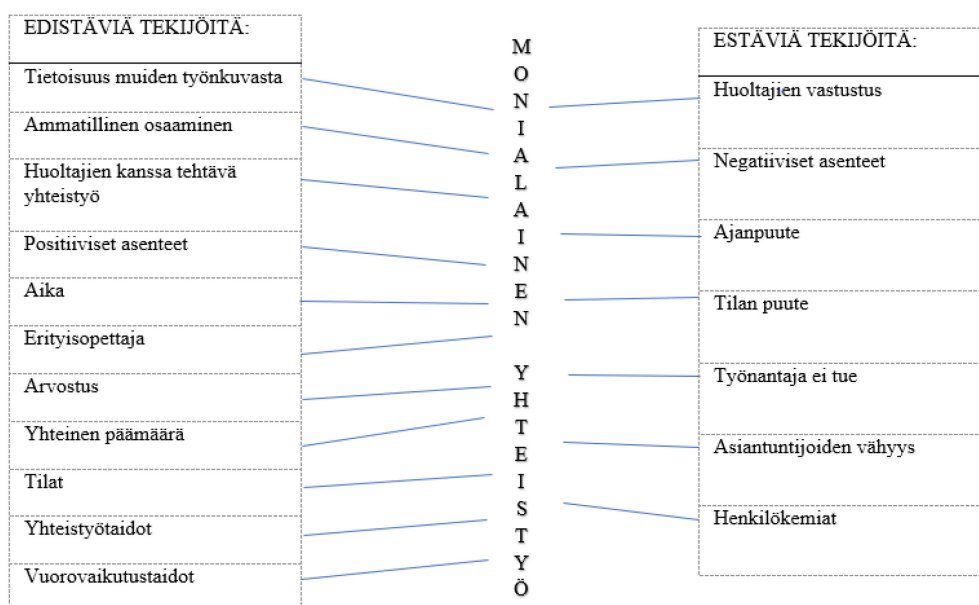 EDISTÄVIÄ TEKIJÖITÄ:
Tietoisuus muiden työnkuvasta
Ammatillinen osaaminen
Huoltajien kanssa tehtävä
yhteistyö
Positiiviset asenteet
Aika
Erityisopettaja
Arvostus
Yhteinen päämäärä
Tilat
Yhteistyötaidot
Vuorovaikutustaidot
M
O
N
I
A
L
A
I
N
E
N
Y
H
T
E
I
S
T
Y
Ö
ESTÄVIÄ TEKIJÖITÄ:
Huoltajien vastustus
Negatiiviset asenteet
Ajanpuute
Tilan puute
Työnantaja ei tue
Asiantuntijoiden vähyys
Henkilökemiat